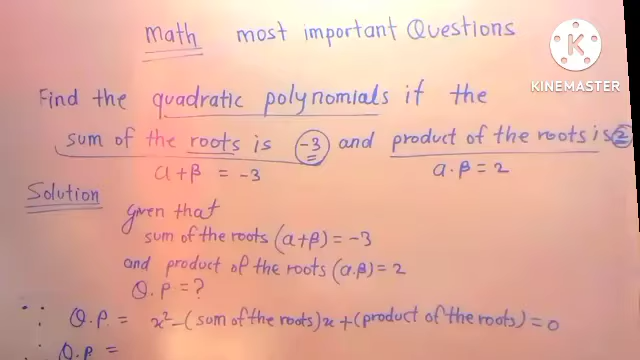 Math most important Questions
K
KINEMASTER
Find the quadratic polynomials if the
sum of the roots is -3 and product of the roots is 2
α+β = -3 α.β = 2
Solution
given that
sum of the roots (α+β) = -3
and product of the roots (α.β) = 2
Q.P = ?
∴ Q.P = x²-(sum of the roots)x+(product of the roots) = 0
Q.P =